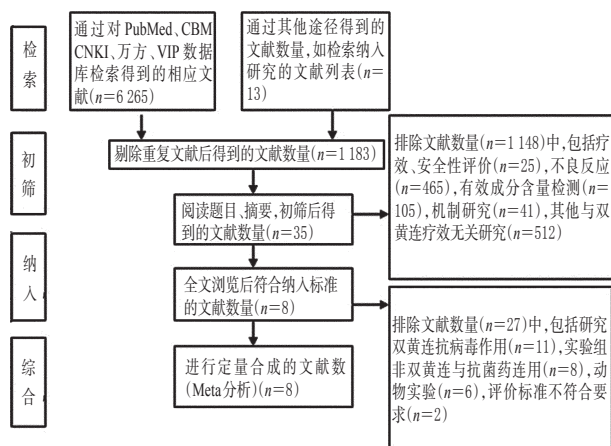 检
索
通过对PubMed、CBM
CNKI、万方、VIP数据
库检索得到的相应文
献(n=6 265)
通过其他途径得到的
文献数量,如检索纳入
研究的文献列表(n=
13)
初
筛
剔除重复文献后得到的文献数量(n=1 183)
阅读题目、摘要,初筛后得
到的文献数量(n=35)
排除文献数量(n=1 148)中,包括疗
效、安全性评价(n=25),不良反应
(n=465),有效成分含量检测(n=
105),机制研究(n=41),其他与双
黄连疗效无关研究(n=512)
纳
入
全文浏览后符合纳入标准
的文献数量(n=8)
排除文献数量(n=27)中,包括研究
双黄连抗病毒作用(n=11),实验组
非双黄连与抗菌药连用(n=8),动
物实验(n=6),评价标准不符合要
求(n=2)
综
合
进行定量合成的文献数
(Meta分析)(n=8)